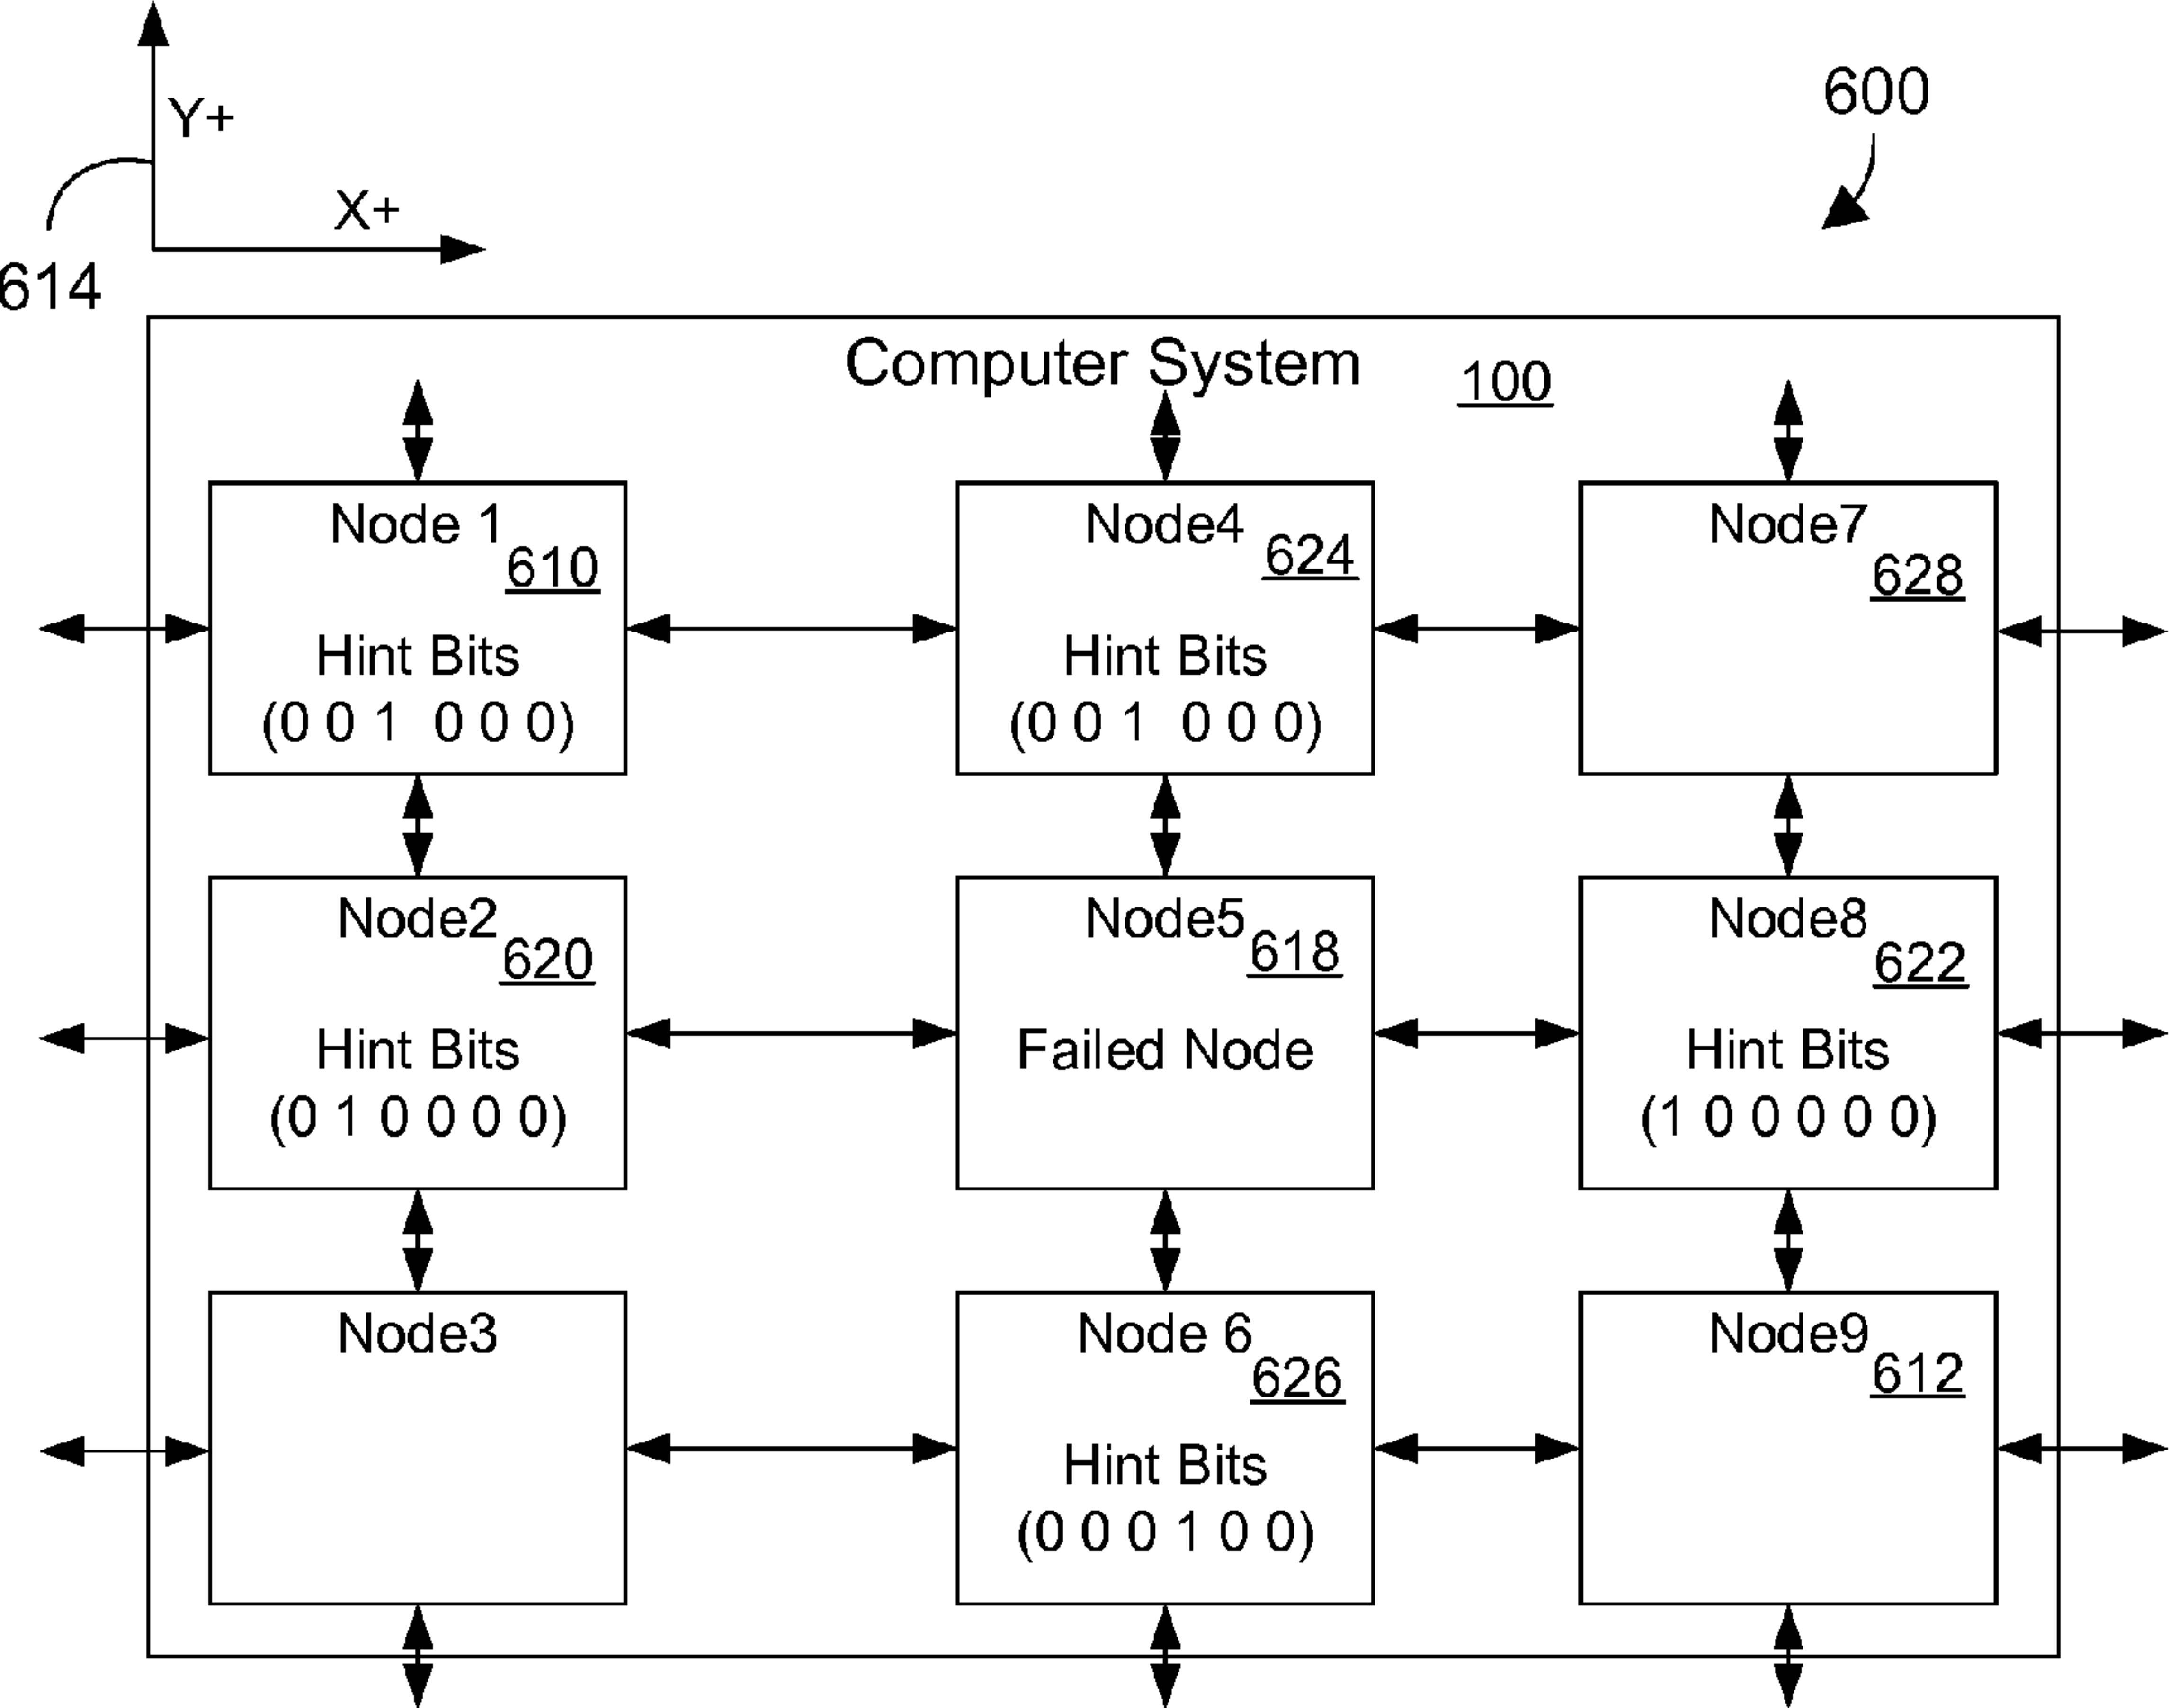 Y+
X+
614
600
Computer System
100
Node 1
610
Hint Bits
(0 0 1 0 0 0)
Node4
624
Hint Bits
(0 0 1 0 0 0)
Node7
628
Node2
620
Hint Bits
(0 1 0 0 0 0)
Node5
618
Failed Node
Node8
622
Hint Bits
(1 0 0 0 0 0)
Node3
Node 6
626
Hint Bits
(0 0 0 1 0 0)
Node9
612